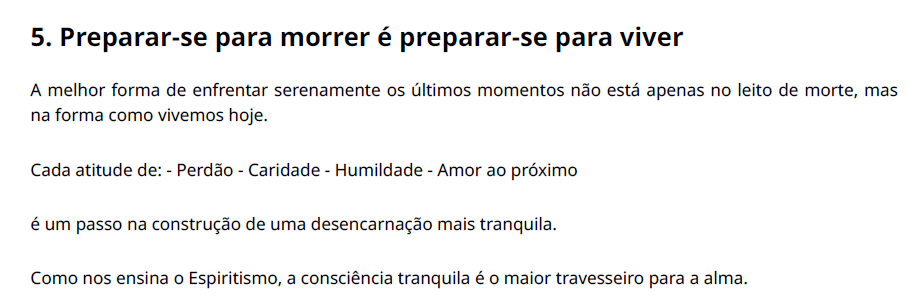 5. Preparar-se para morrer é preparar-se para viver
A melhor forma de enfrentar serenamente os últimos momentos não está apenas no leito de morte, mas
na forma como vivemos hoje.
Cada atitude de: - Perdão - Caridade - Humildade - Amor ao próximo
é um passo na construção de uma desencarnação mais tranquila.
Como nos ensina o Espiritismo, a consciência tranquila é o maior travesseiro para a alma.